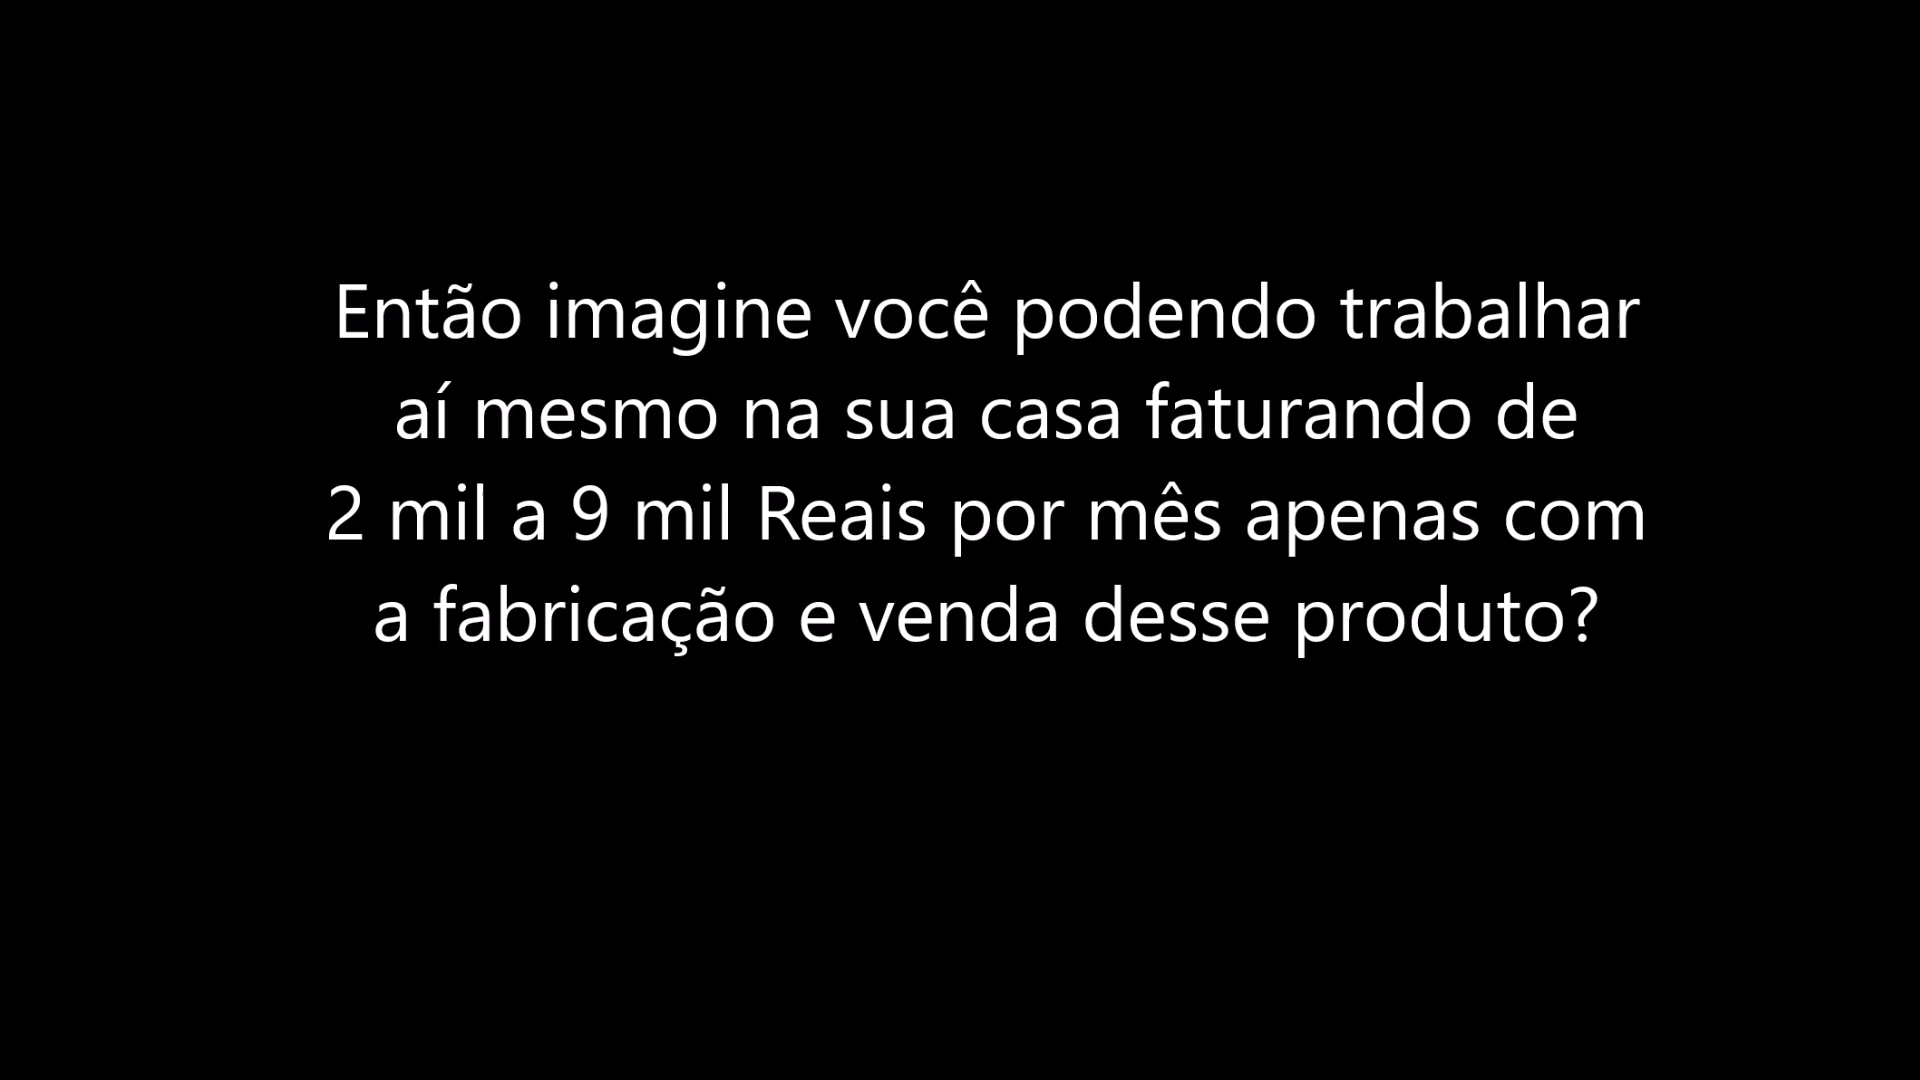 Então imagine você podendo trabalhar
aí mesmo na sua casa faturando de
2 mil a 9 mil Reais por mês apenas com
a fabricação e venda desse produto?